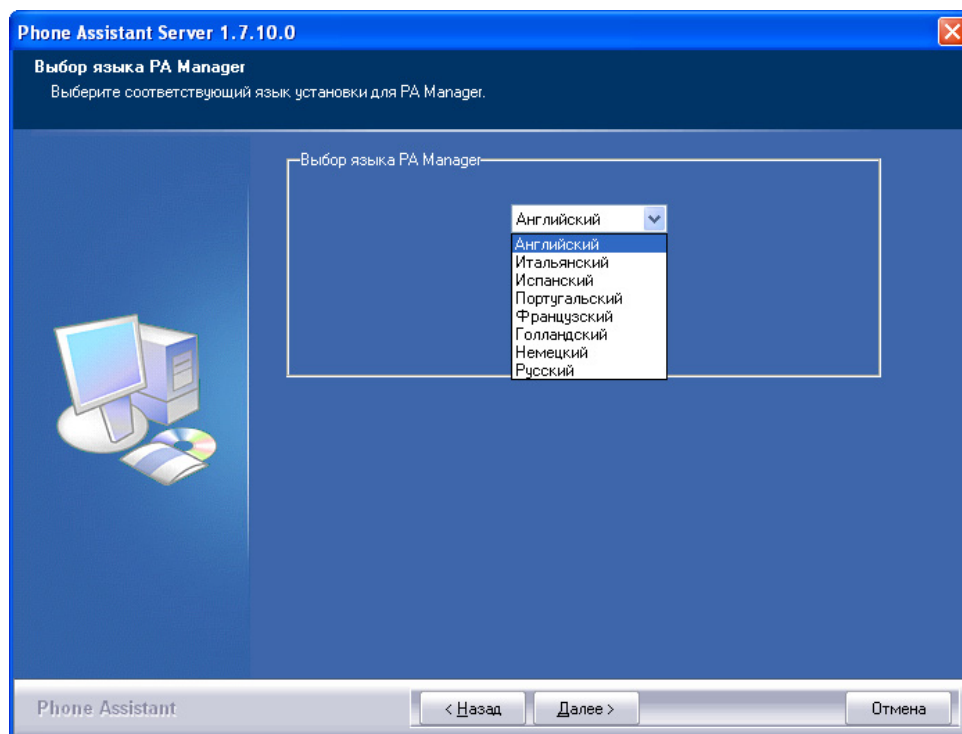 Phone Assistant Server 1.7.10.0
Выбор языка PA Manager
Выберите соответствующий язык установки для PA Manager.
Выбор языка PA Manager
Английский
Английский
Итальянский
Испанский
Португальский
Французский
Голландский
Немецкий
Русский
Phone Assistant
< Назад
Далее >
Отмена